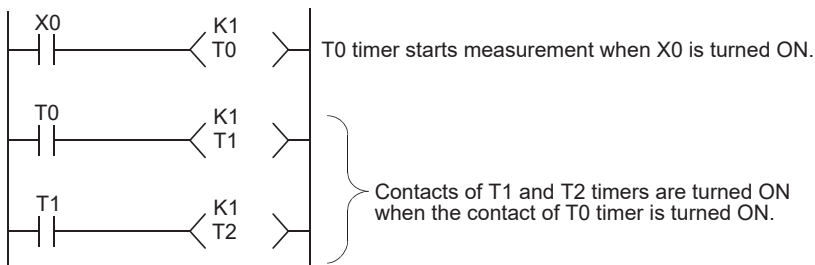 X0
K1
T0
T0 timer starts measurement when X0 is turned ON.
T0
K1
T1
T1
K1
T2
Contacts of T1 and T2 timers are turned ON
when the contact of T0 timer is turned ON.